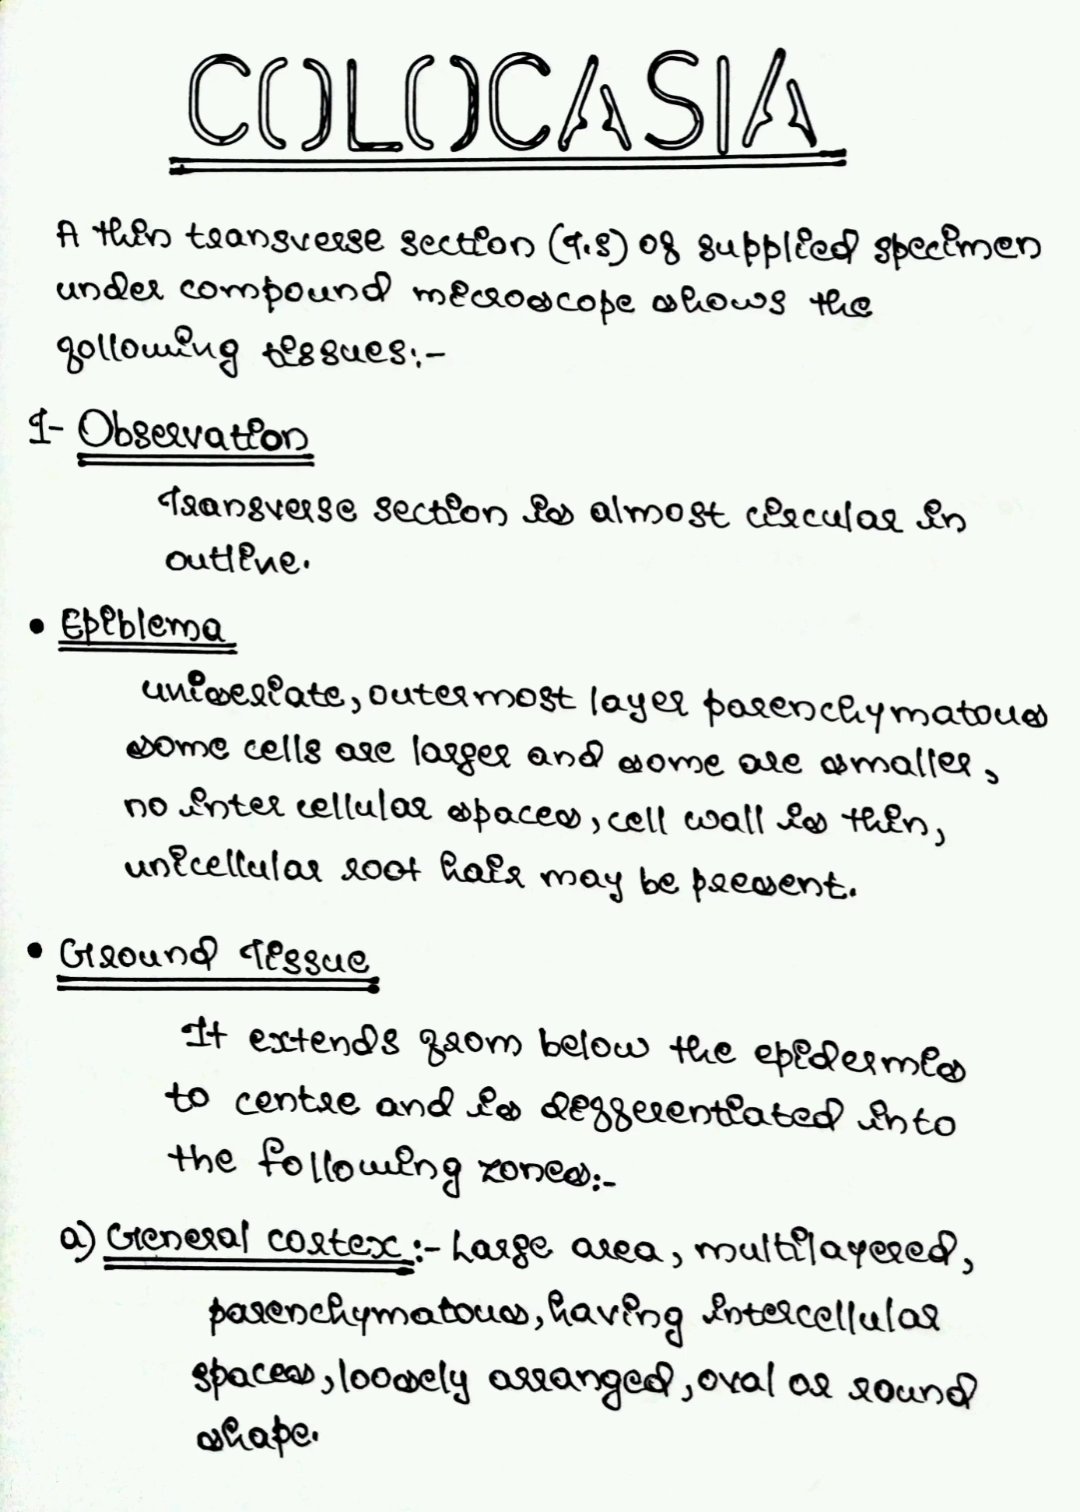 COLOCASIA
A thin transverse section (T.S) of supplied specimen
under compound microscope shows the
following tissues:-
1- Observation
Transverse section is almost circular in
outline.
• Epiblema
uniseriate, outermost layer parenchymatous
some cells are larger and some are smaller,
no inter cellular spaces, cell wall is thin,
unicellular root hair may be present.
• Ground Tissue
It extends from below the epidermis
to centre and is differentiated into
the following zones:-
a) General cortex :- Large area, multilayered,
parenchymatous, having intercellular
spaces, loosely arranged, oval or round
shape.